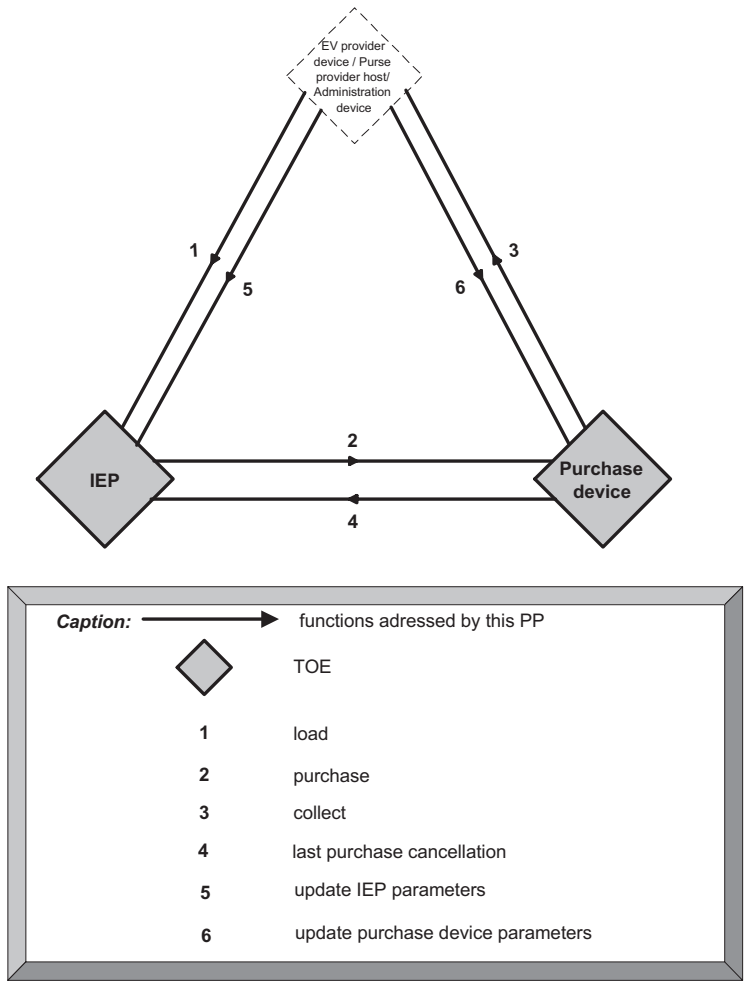 EV provider
device / Purse
provider host/
Administration
device
1
5
6
3
2
4
IEP
Purchase
device
Caption: functions adressed by this PP
TOE
1 load
2 purchase
3 collect
4 last purchase cancellation
5 update IEP parameters
6 update purchase device parameters